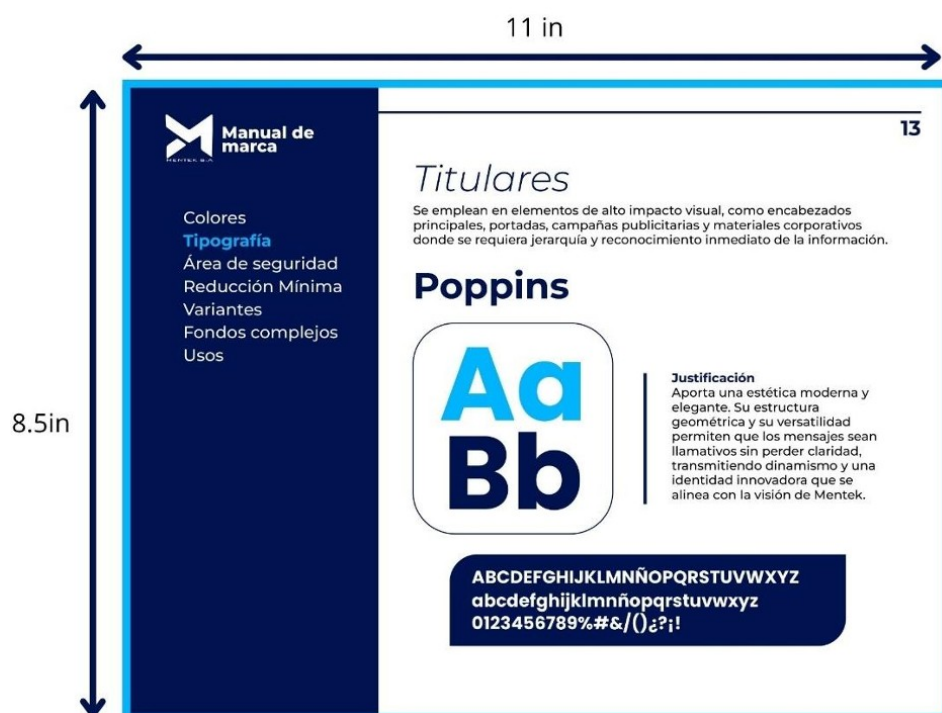 11 in
8.5in
MENTEK S.A
Manual de
marca
Colores
Tipografía
Área de seguridad
Reducción Mínima
Variantes
Fondos complejos
Usos
13
Titulares
Se emplean en elementos de alto impacto visual, como encabezados
principales, portadas, campañas publicitarias y materiales corporativos
donde se requiera jerarquía y reconocimiento inmediato de la información.
Poppins
Aa
Bb
Justificación
Aporta una estética moderna y
elegante. Su estructura
geométrica y su versatilidad
permiten que los mensajes sean
llamativos sin perder claridad,
transmitiendo dinamismo y una
identidad innovadora que se
alinea con la visión de Mentek.
ABCDEFGHIJKLMNÑOPQRSTUVWXYZ
abcdefghijklmnñopqrstuvwxyz
0123456789%#&/()¿?¡!